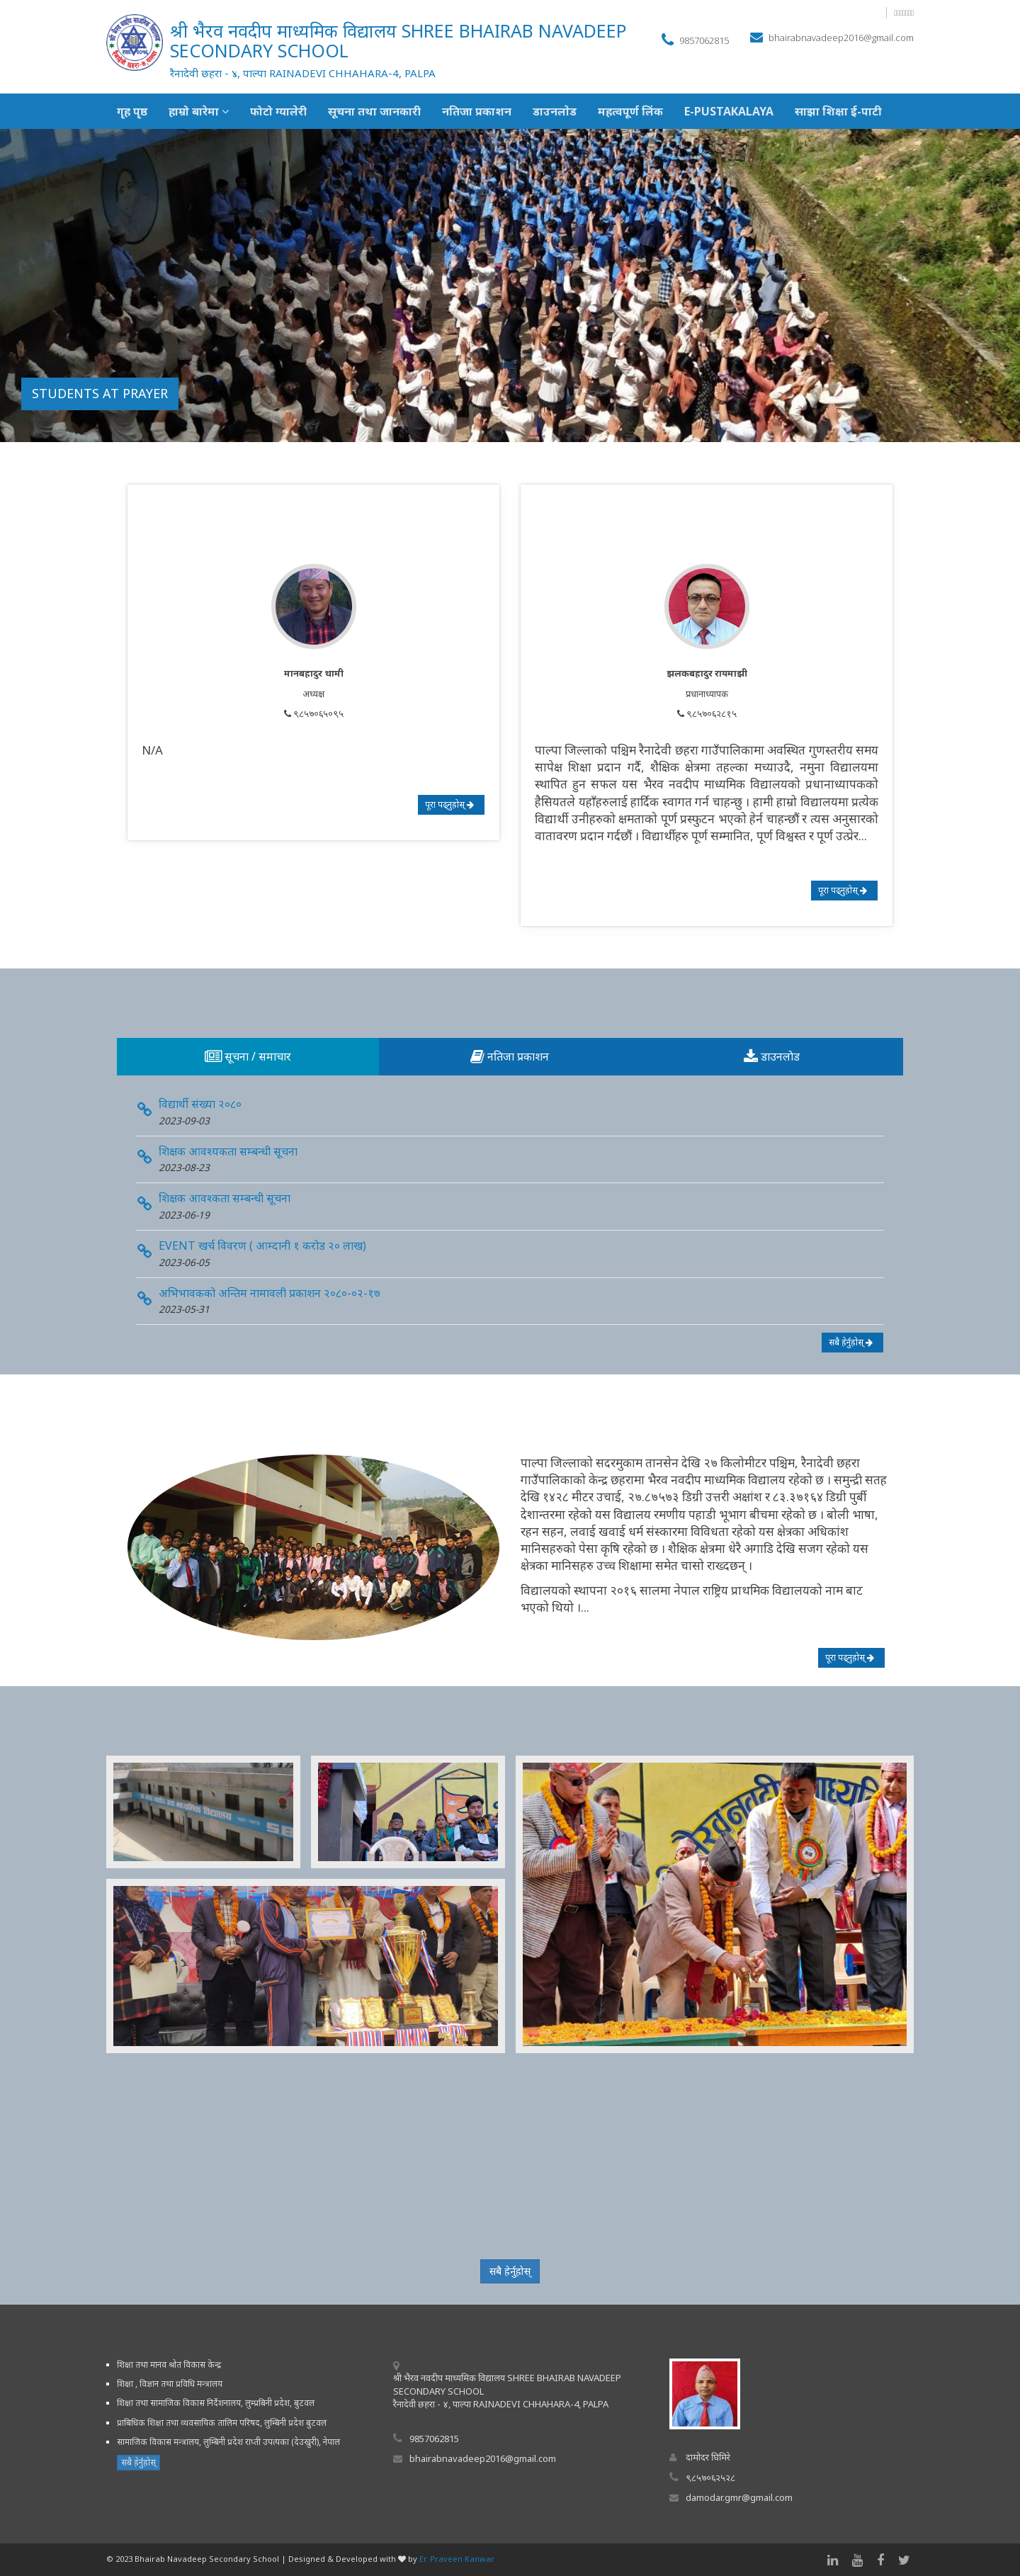 श्री भैरव नवदीप माध्यमिक विद्यालय SHREE BHAIRAB NAVADEEP
SECONDARY SCHOOL
रैनादेवी छहरा - ४, पाल्पा RAINADEVI CHHAHARA-4, PALPA
9857062815
bhairabnavadeep2016@gmail.com
गृह पृष्ठ हाम्रो बारेमा फोटो ग्यालेरी सूचना तथा जानकारी नतिजा प्रकाशन डाउनलोड महत्वपूर्ण लिंक E-PUSTAKALAYA साझा शिक्षा ई-पाटी
STUDENTS AT PRAYER
मानबहादुर थामी
अध्यक्ष
९८५७०६५०९५
N/A
पूरा पढ्नुहोस्
झलकबहादुर रायमाझी
प्रधानाध्यापक
९८५७०६२८१५
पाल्पा जिल्लाको पश्चिम रैनादेवी छहरा गाउँपालिकामा अवस्थित गुणस्तरीय समय
सापेक्ष शिक्षा प्रदान गर्दै, शैक्षिक क्षेत्रमा तहल्का मच्याउदै, नमुना विद्यालयमा
स्थापित हुन सफल यस भैरव नवदीप माध्यमिक विद्यालयको प्रधानाध्यापकको
हैसियतले यहाँहरुलाई हार्दिक स्वागत गर्न चाहन्छु । हामी हाम्रो विद्यालयमा प्रत्येक
विद्यार्थी उनीहरुको क्षमताको पूर्ण प्रस्फुटन भएको हेर्न चाहन्छौं र त्यस अनुसारको
वातावरण प्रदान गर्दछौं । विद्यार्थीहरु पूर्ण सम्मानित, पूर्ण विश्वस्त र पूर्ण उत्प्रेर...
पूरा पढ्नुहोस्
सूचना / समाचार नतिजा प्रकाशन डाउनलोड
विद्यार्थी संख्या २०८०
2023-09-03
शिक्षक आवश्यकता सम्बन्धी सूचना
2023-08-23
शिक्षक आवश्कता सम्बन्धी सूचना
2023-06-19
EVENT खर्च विवरण ( आम्दानी १ करोड २० लाख)
2023-06-05
अभिभावकको अन्तिम नामावली प्रकाशन २०८०-०२-१७
2023-05-31
सबै हेर्नुहोस्
पाल्पा जिल्लाको सदरमुकाम तानसेन देखि २७ किलोमीटर पश्चिम, रैनादेवी छहरा
गाउँपालिकाको केन्द्र छहरामा भैरव नवदीप माध्यमिक विद्यालय रहेको छ । समुन्द्री सतह
देखि १४२८ मीटर उचाई, २७.८७५७३ डिग्री उत्तरी अक्षांश र ८३.३७१६४ डिग्री पुर्बी
देशान्तरमा रहेको यस विद्यालय रमणीय पहाडी भूभाग बीचमा रहेको छ । बोली भाषा,
रहन सहन, लवाई खवाई धर्म संस्कारमा विविधता रहेको यस क्षेत्रका अधिकांश
मानिसहरुको पेसा कृषि रहेको छ । शैक्षिक क्षेत्रमा धेरै अगाडि देखि सजग रहेको यस
क्षेत्रका मानिसहरु उच्च शिक्षामा समेत चासो राख्दछन् ।
विद्यालयको स्थापना २०१६ सालमा नेपाल राष्ट्रिय प्राथमिक विद्यालयको नाम बाट
भएको थियो ।...
पूरा पढ्नुहोस्
सबै हेर्नुहोस्
शिक्षा तथा मानव श्रोत विकास केन्द्र
शिक्षा , विज्ञान तथा प्रविधि मन्त्रालय
शिक्षा तथा सामाजिक विकास निर्देशनालय, लुम्प्रबिनी प्रदेश, बुटवल
प्राबिधिक शिक्षा तथा व्यवसायिक तालिम परिषद, लुम्बिनी प्रदेश बुटवल
सामाजिक विकास मन्त्रालय, लुम्बिनी प्रदेश राप्ती उपत्यका (देउखुरी), नेपाल
सबै हेर्नुहोस्
श्री भैरव नवदीप माध्यमिक विद्यालय SHREE BHAIRAB NAVADEEP
SECONDARY SCHOOL
रैनादेवी छहरा - ४, पाल्पा RAINADEVI CHHAHARA-4, PALPA
9857062815
bhairabnavadeep2016@gmail.com
दामोदर घिमिरे
९८५७०६२५२८
damodar.gmr@gmail.com
© 2023 Bhairab Navadeep Secondary School | Designed & Developed with by Er. Praveen Kanwar